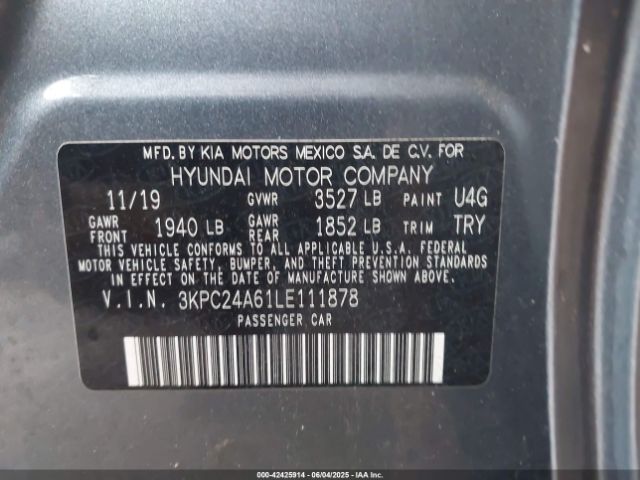 MFD. BY KIA MOTORS MEXICO S.A. DE C.V. FOR
HYUNDAI MOTOR COMPANY
11/19 GVWR 3527 LB PAINT U4G
GAWR FRONT 1940 LB GAWR REAR 1852 LB TRIM TRY
THIS VEHICLE CONFORMS TO ALL APPLICABLE U.S.A. FEDERAL
MOTOR VEHICLE SAFETY, BUMPER, AND THEFT PREVENTION STANDARDS
IN EFFECT ON THE DATE OF MANUFACTURE SHOWN ABOVE.
V.I.N. 3KPC24A61LE111878
PASSENGER CAR
000-42425914 - 06/04/2025 - IAAI.com